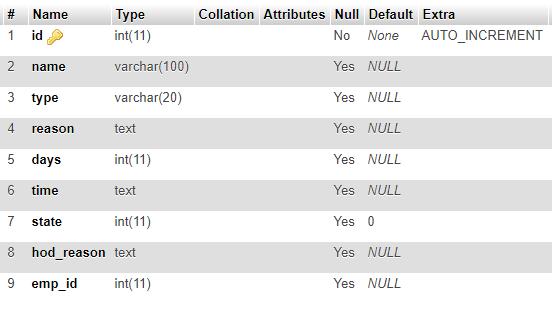 # Name Type Collation Attributes Null Default Extra
1 id int(11) No None AUTO_INCREMENT
2 name varchar(100) Yes NULL
3 type varchar(20) Yes NULL
4 reason text Yes NULL
5 days int(11) Yes NULL
6 time text Yes NULL
7 state int(11) Yes 0
8 hod_reason text Yes NULL
9 emp_id int(11) Yes NULL